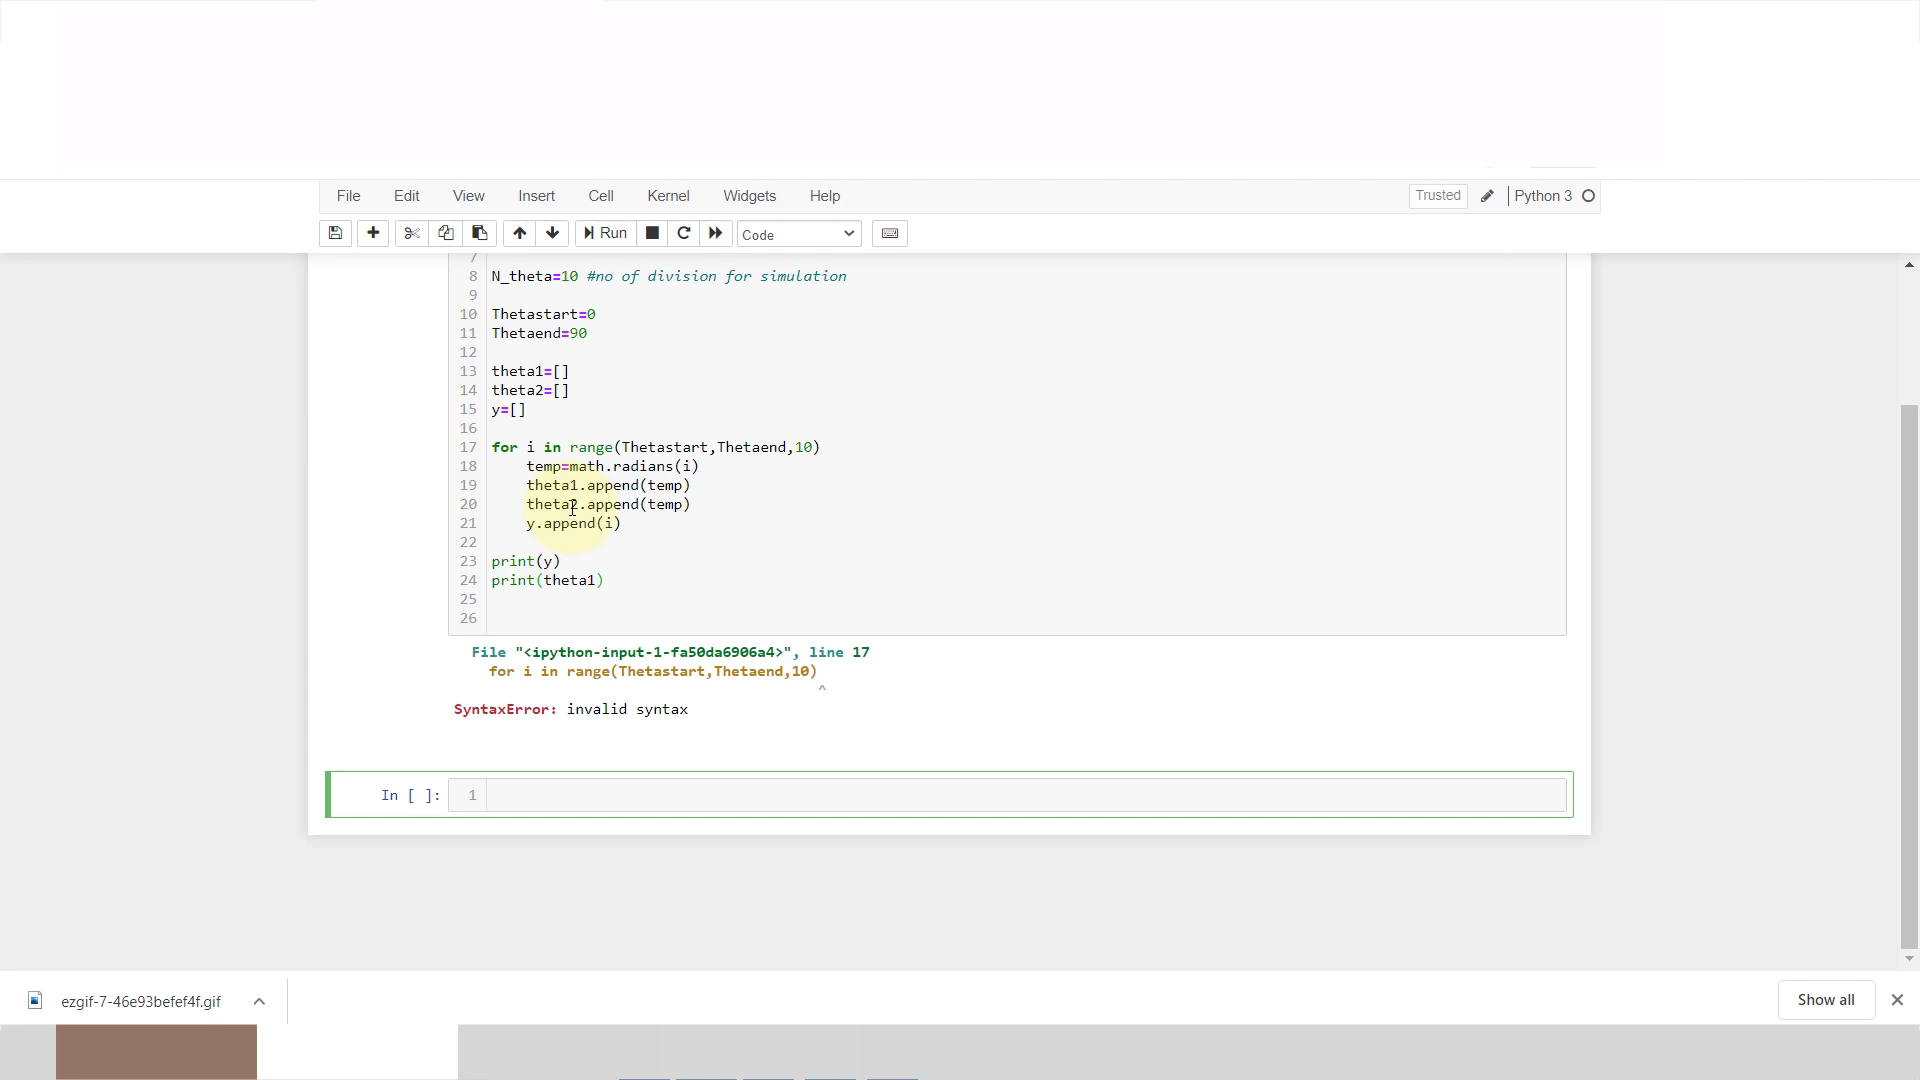 File Edit View Insert Cell Kernel Widgets Help Trusted Python 3
Run Code
7
8 N_theta=10 #no of division for simulation
9
10 Thetastart=0
11 Thetaend=90
12
13 theta1=[]
14 theta2=[]
15 y=[]
16
17 for i in range(Thetastart,Thetaend,10)
18 temp=math.radians(i)
19 theta1.append(temp)
20 theta2.append(temp)
21 y.append(i)
22
23 print(y)
24 print(theta1)
25
26
File "<ipython-input-1-fa50da6906a4>", line 17
for i in range(Thetastart,Thetaend,10)
^
SyntaxError: invalid syntax
In [ ]: 1
ezgif-7-46e93befef4f.gif Show all